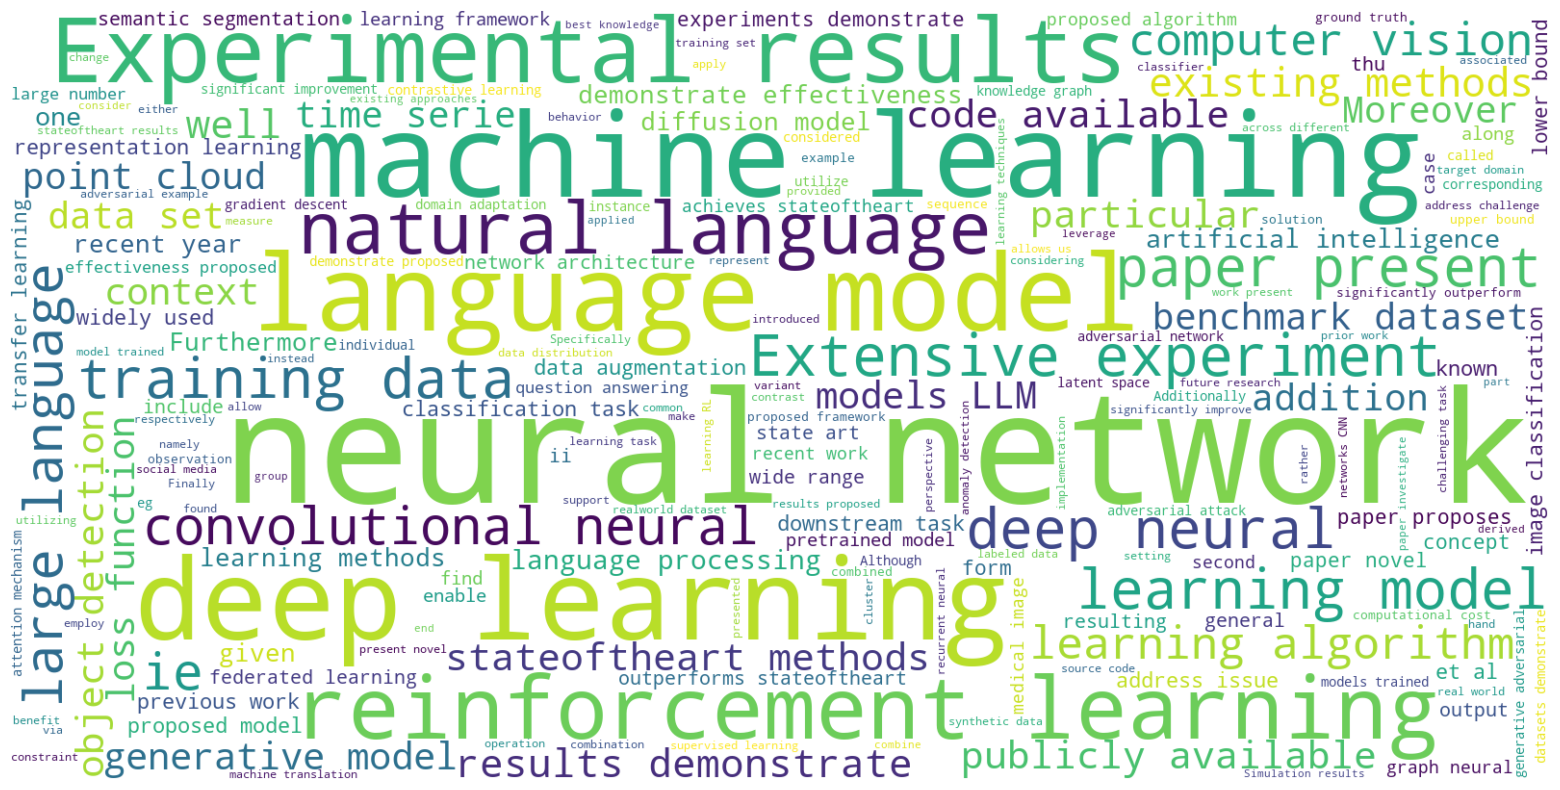 semantic segmentation
learning framework
best knowledge
experiments demonstrate
proposed algorithm
ground truth
Experimental results
computer vision
lower bound
change
training set
apply
classifier
thu
associated
large number
consider
either
significant improvement
contrastive learning
existing approaches
demonstrate effectiveness
knowledge graph
existing methods
one
stateoftheart results
well
time serie
behavior
diffusion model
considered
code available
Moreover
across different
along
representation learning
machine learning
example
learning techniques
case
called
target domain
point cloud
adversarial example
utilize
provided
corresponding
gradient descent
domain adaptation
instance
achieves stateoftheart
sequence
particular
address challenge
upper bound
data set
measure
natural language
applied
leverage
solution
recent year
artificial intelligence
transfer learning
effectiveness proposed
demonstrate proposed
network architecture
represent
allows us
considering
paper present
large language
context
language model
work present
significantly outperform
widely used
introduced
benchmark dataset
image classification
Furthermore
individual
Specifically
adversarial network
prior work
model trained
instead
data distribution
Extensive experiment
known
training data
data augmentation
latent space
future research
part
question answering
variant
contrast
models LLM
Additionally
addition
object detection
loss function
include
allow
classification task
common
make
learning RL
proposed framework
significantly improve
challenging task
respectively
neural network
namely
observation
learning task
state art
recent work
social media
Finally
group
ii
wide range
perspective
anomaly detection
implementation
rather
networks CNN
paper investigate
eg
found
support
results proposed
realworld dataset
adversarial attack
utilizing
convolutional neural
downstream task
deep neural
paper proposes
derived
attention mechanism
pretrained model
concept
learning methods
language processing
Although
labeled data
setting
second
paper novel
find
combined
form
enable
deep learning
cluster
learning model
employ
end
presented
recurrent neural
medical image
resulting
general
computational cost
hand
generative adversarial
datasets demonstrate
given
present novel
stateoftheart methods
learning algorithm
ie
source code
et al
federated learning
outperforms stateoftheart
address issue
models trained
real world
previous work
reinforcement learning
output
benefit
via
proposed model
synthetic data
constraint
generative model
operation
combination
supervised learning
combine
publicly available
machine translation
results demonstrate
Simulation results
graph neural